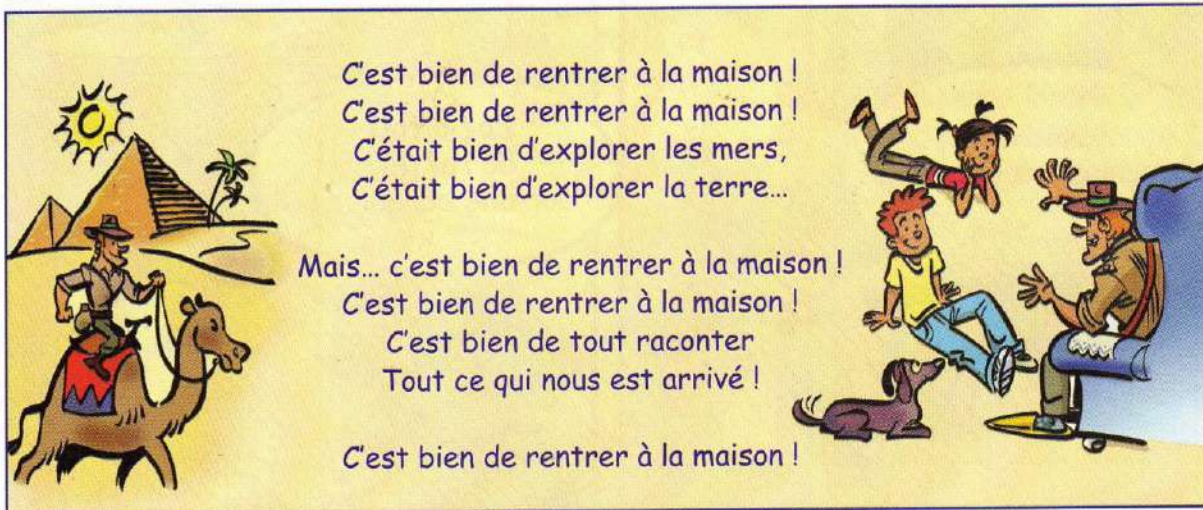 C'est bien de rentrer à la maison !
C'est bien de rentrer à la maison !
C'était bien d'explorer les mers,
C'était bien d'explorer la terre...
Mais... c'est bien de rentrer à la maison !
C'est bien de rentrer à la maison !
C'est bien de tout raconter
Tout ce qui nous est arrivé !
C'est bien de rentrer à la maison !